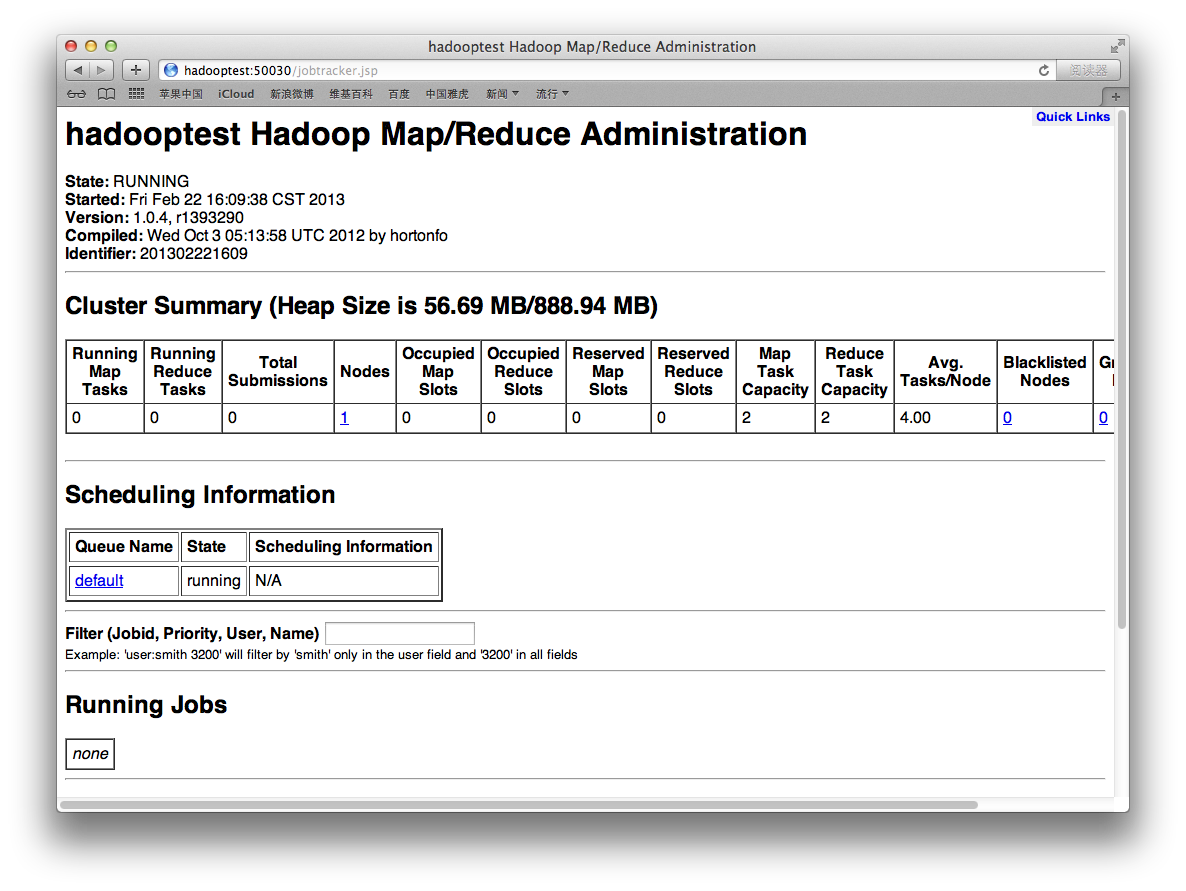 hadooptest Hadoop Map/Reduce Administration
hadooptest:50030/jobtracker.jsp
阅读器
苹果中国 iCloud 新浪微博 维基百科 百度 中国雅虎 新闻 流行
Quick Links
hadooptest Hadoop Map/Reduce Administration
State: RUNNING
Started: Fri Feb 22 16:09:38 CST 2013
Version: 1.0.4, r1393290
Compiled: Wed Oct 3 05:13:58 UTC 2012 by hortonfo
Identifier: 201302221609
Cluster Summary (Heap Size is 56.69 MB/888.94 MB)
Running Map Tasks Running Reduce Tasks Total Submissions Nodes Occupied Map Slots Occupied Reduce Slots Reserved Map Slots Reserved Reduce Slots Map Task Capacity Reduce Task Capacity Avg. Tasks/Node Blacklisted Nodes
0 0 0 1 0 0 0 0 2 2 4.00 0 0
Scheduling Information
Queue Name State Scheduling Information
default running N/A
Filter (Jobid, Priority, User, Name)
Example: 'user:smith 3200' will filter by 'smith' only in the user field and '3200' in all fields
Running Jobs
none